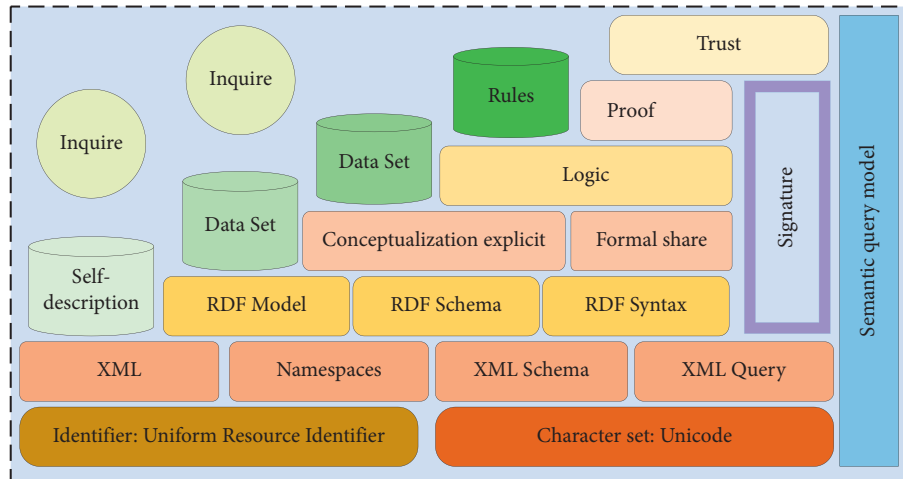 Trust
Inquire
Rules
Inquire
Proof
Data Set
Logic
Data Set
Conceptualization explicit
Formal share
Signature
Semantic query model
Self-
description
RDF Model
RDF Schema
RDF Syntax
XML
Namespaces
XML Schema
XML Query
Identifier: Uniform Resource Identifier
Character set: Unicode